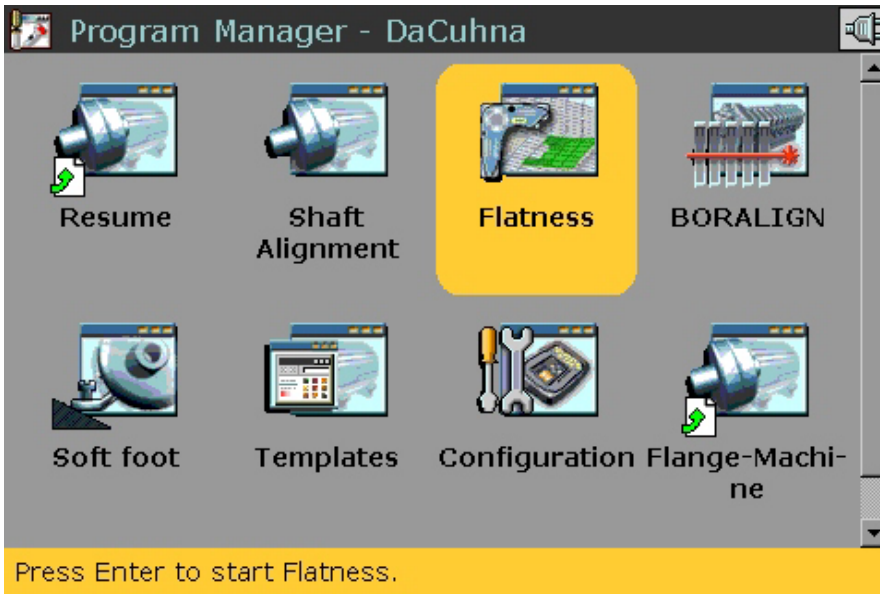 Program Manager - DaCuhna
Resume
Shaft
Alignment
Flatness
BORALIGN
Soft foot
Templates
Configuration
Flange-Machi-
ne
Press Enter to start Flatness.